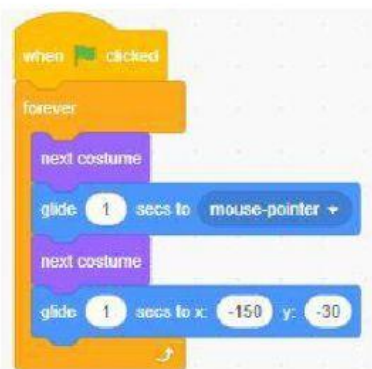 when clicked
forever
next costume
glide 1 secs to mouse-pointer
next costume
glide 1 secs to x: -150 y: -30